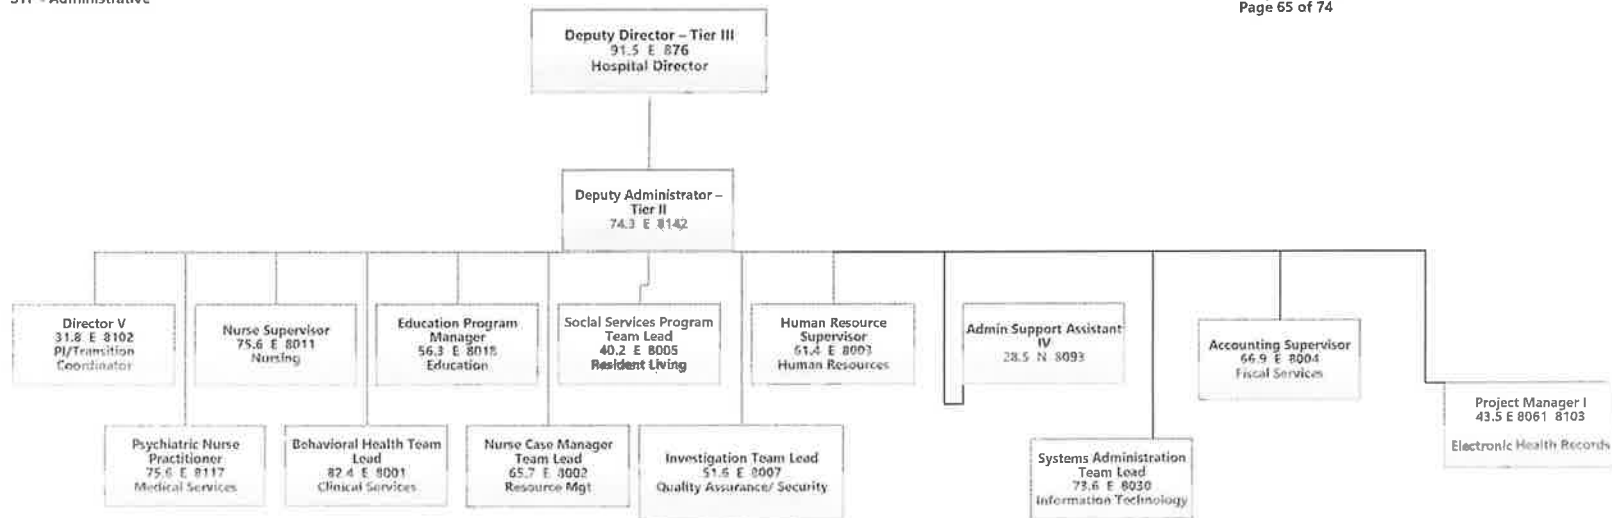 Administrative
Page 65 of 74
Deputy Director – Tier III
91.5 E 876
Hospital Director
Deputy Administrator –
Tier II
74.3 E 8142
Director V
31.8 E 8102
PI/Transition
Coordinator
Nurse Supervisor
75.6 E 8011
Nursing
Education Program
Manager
56.3 E 8018
Education
Social Services Program
Team Lead
40.2 E 8005
Resident Living
Human Resource
Supervisor
61.4 E 8003
Human Resources
Admin Support Assistant
IV
28.5 N 8093
Accounting Supervisor
66.9 E 8004
Fiscal Services
Project Manager I
43.5 E 8061 8103
Electronic Health Records
Psychiatric Nurse
Practitioner
75.6 E 8117
Medical Services
Behavioral Health Team
Lead
82.4 E 8001
Clinical Services
Nurse Case Manager
Team Lead
65.7 E 8002
Resource Mgt
Investigation Team Lead
51.6 E 8007
Quality Assurance/ Security
Systems Administration
Team Lead
73.6 E 8030
Information Technology